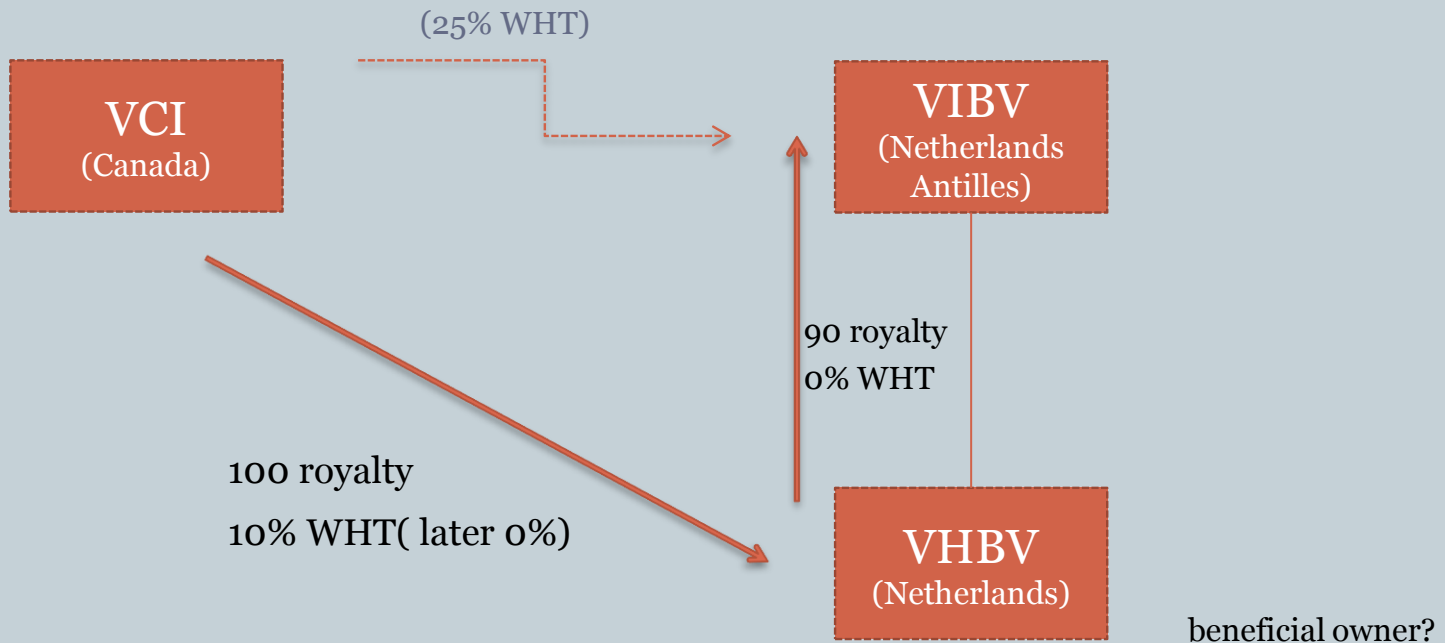 (25% WHT)
VCI
(Canada)
VIBV
(Netherlands
Antilles)
90 royalty
0% WHT
100 royalty
10% WHT( later 0%)
VHBV
(Netherlands)
beneficial owner?